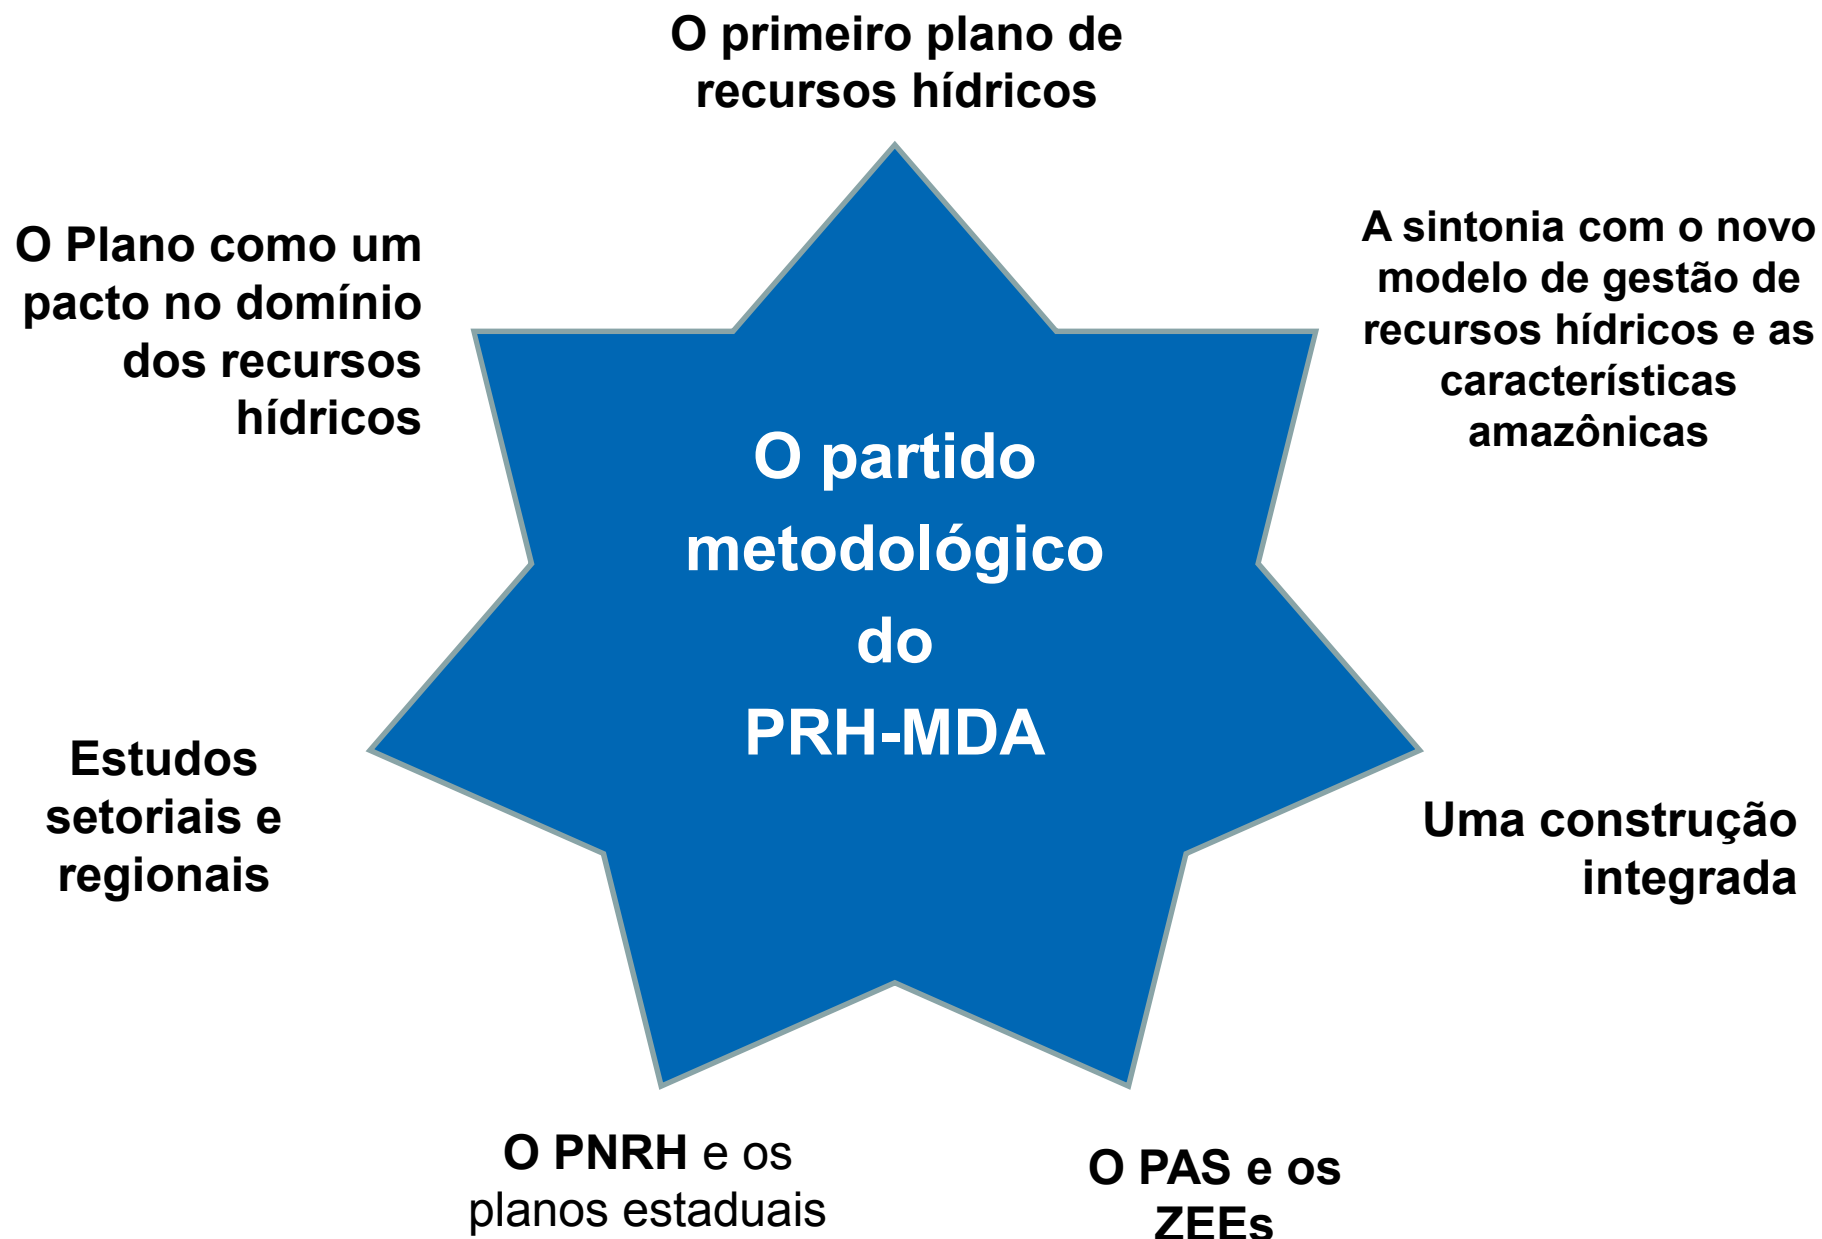 O primeiro plano de
recursos hídricos
A sintonia com o novo
modelo de gestão de
recursos hídricos e as
características
amazônicas
O Plano como um
pacto no domínio
dos recursos
hídricos
O partido
metodológico
do
PRH-MDA
Estudos
setoriais e
regionais
Uma construção
integrada
O PNRH e os
planos estaduais
O PAS e os
ZEEs